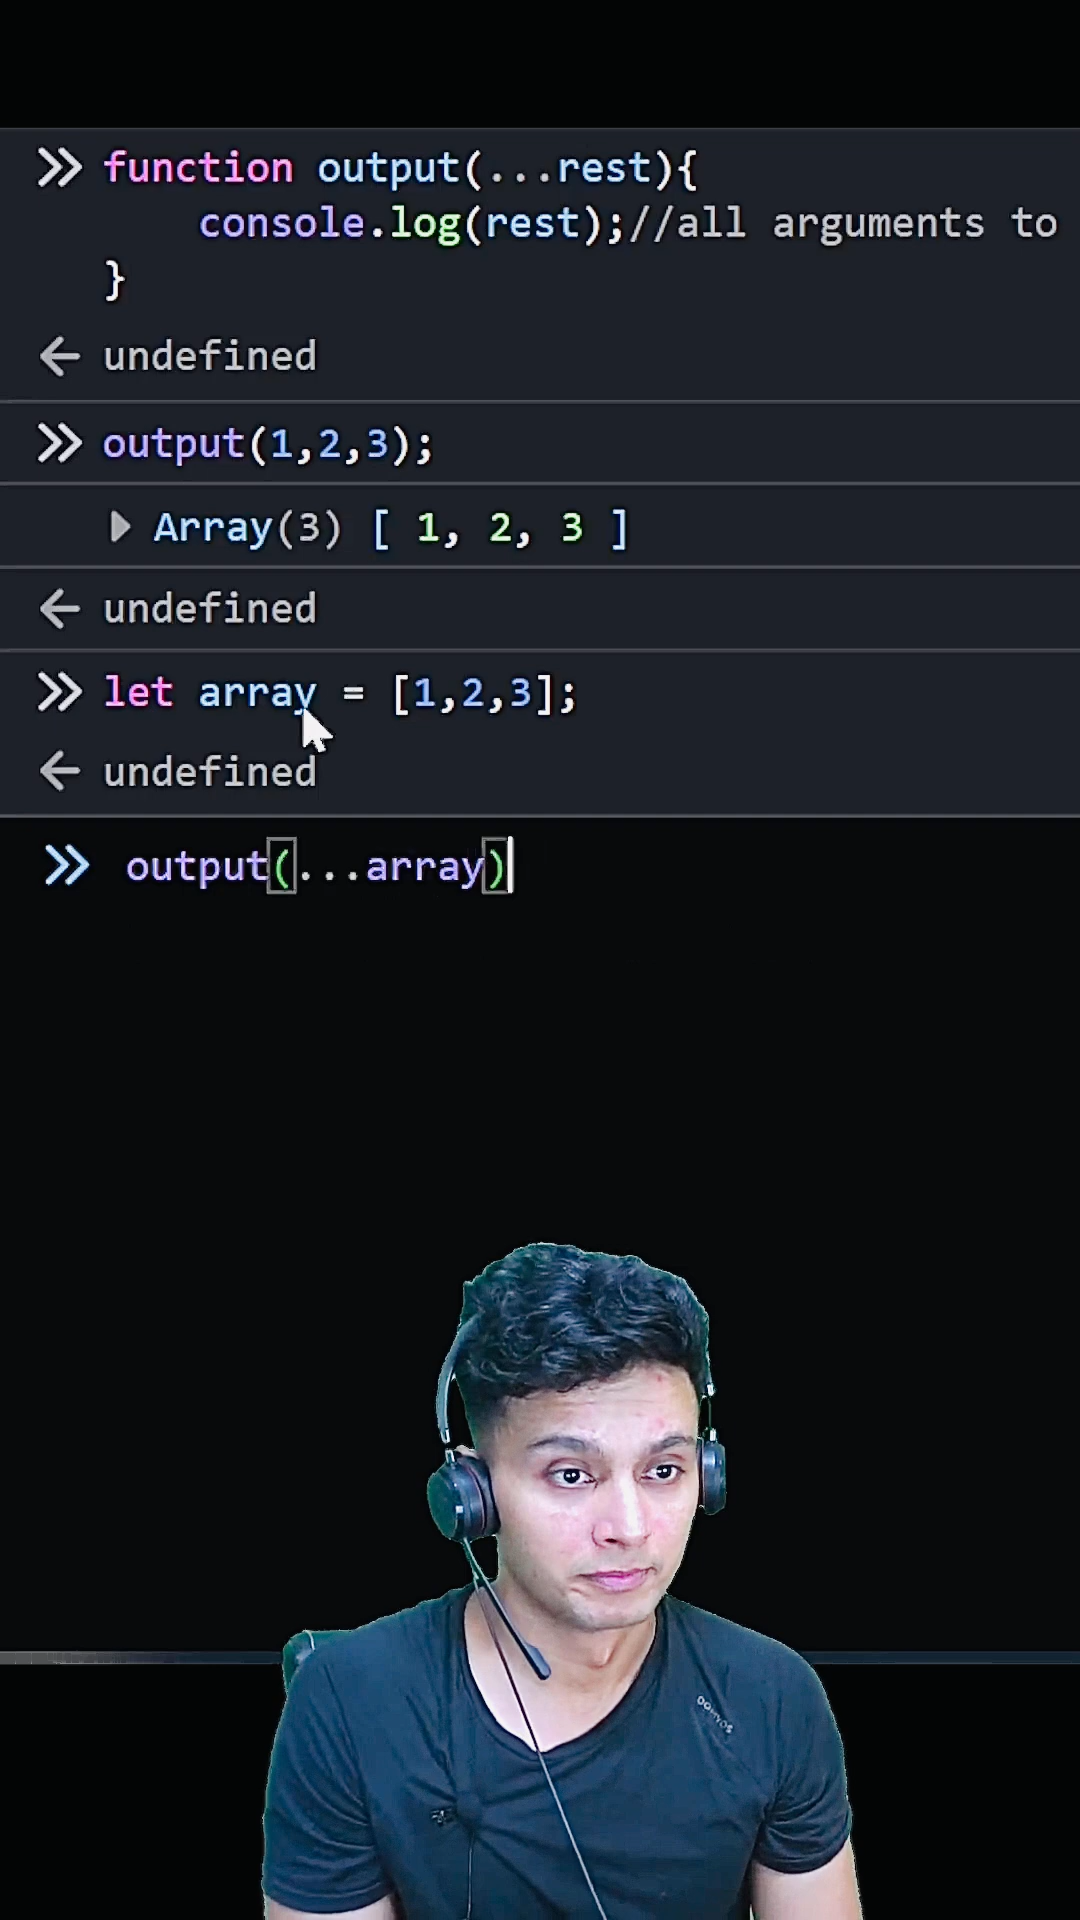 >> function output(...rest){
console.log(rest);//all arguments to
}
← undefined
>> output(1,2,3);
▶ Array(3) [ 1, 2, 3 ]
← undefined
>> let array = [1,2,3];
← undefined
>> output(...array)
DOMYOS